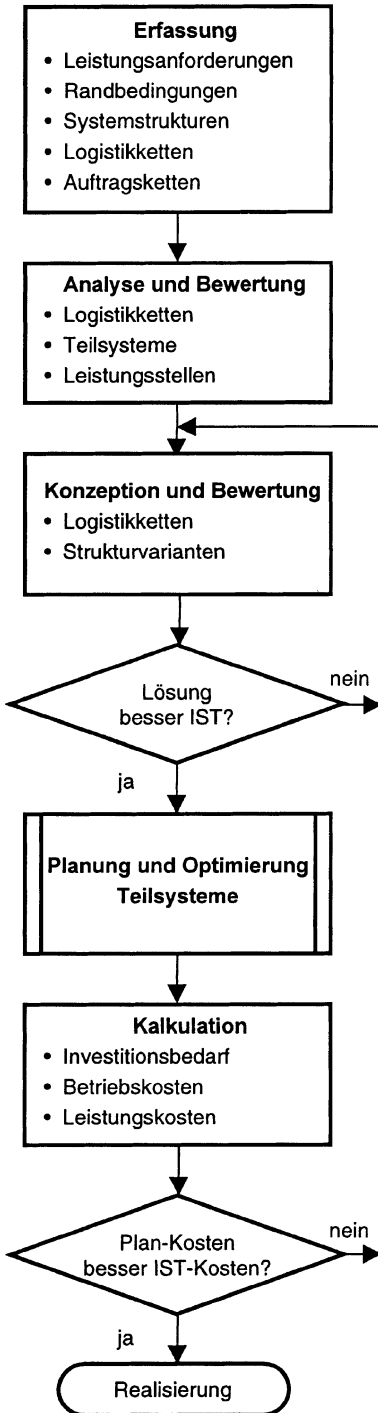 Erfassung
• Leistungsanforderungen
• Randbedingungen
• Systemstrukturen
• Logistikketten
• Auftragsketten
Analyse und Bewertung
• Logistikketten
• Teilsysteme
• Leistungsstellen
Konzeption und Bewertung
• Logistikketten
• Strukturvarianten
nein
Lösung
besser IST?
ja
Planung und Optimierung
Teilsysteme
Kalkulation
• Investitionsbedarf
• Betriebskosten
• Leistungskosten
nein
Plan-Kosten
besser IST-Kosten?
ja
Realisierung